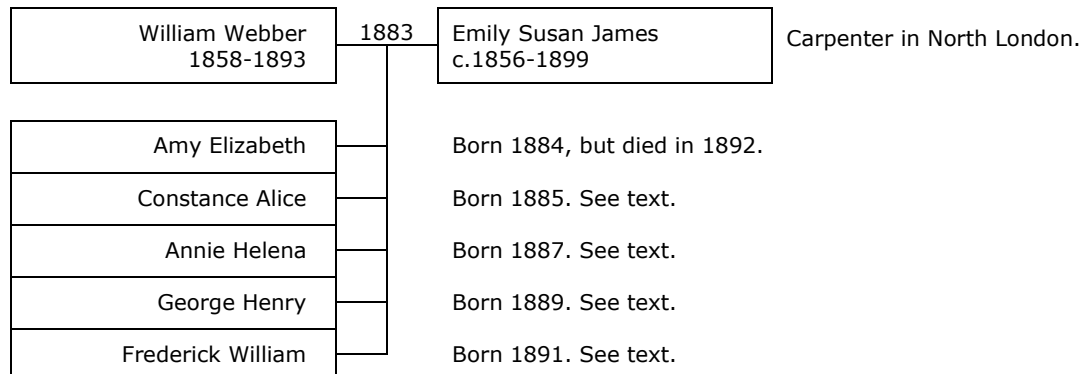 William Webber
1858-1893
1883
Emily Susan James
c.1856-1899
Carpenter in North London.
Amy Elizabeth
Born 1884, but died in 1892.
Constance Alice
Born 1885. See text.
Annie Helena
Born 1887. See text.
George Henry
Born 1889. See text.
Frederick William
Born 1891. See text.